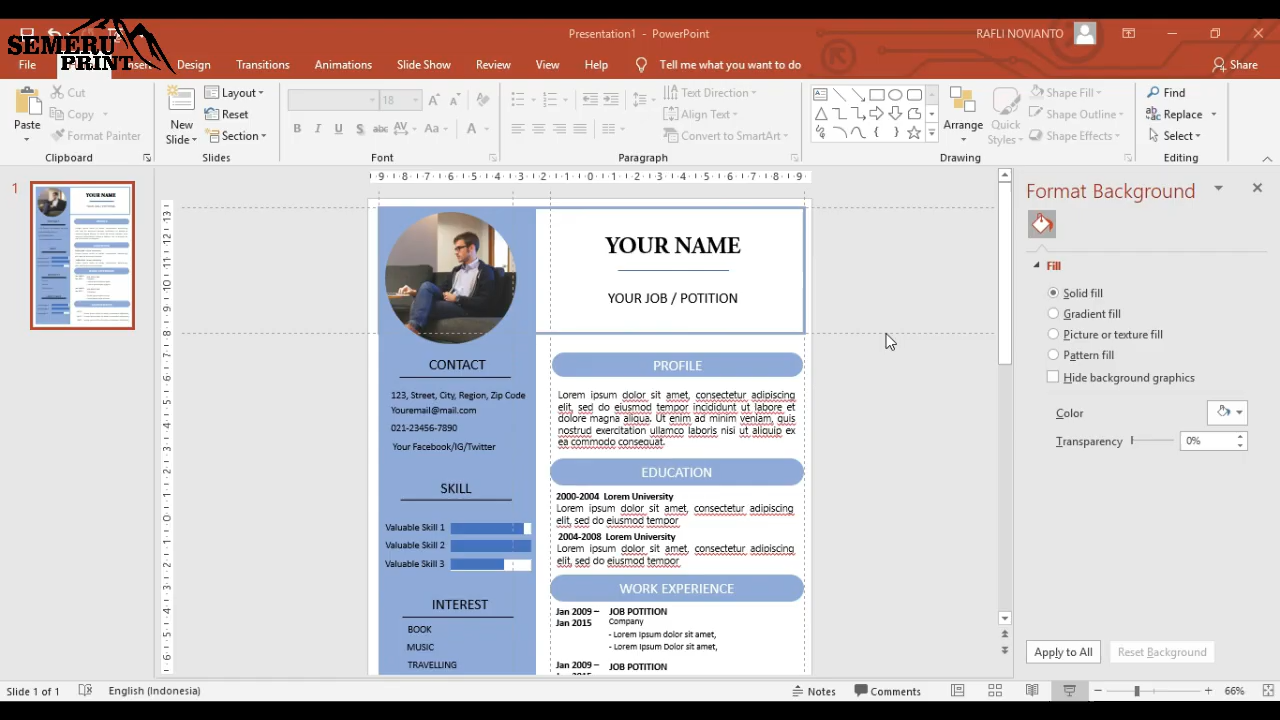 Presentation1 - PowerPoint
RAFLI NOVIANTO
SEMERU
PRINT
File
Insert
Design
Transitions
Animations
Slide Show
Review
View
Help
Tell me what you want to do
Share
Paste
Cut
Copy
Format Painter
Clipboard
New
Slide
Layout
Reset
Section
Slides
18
Font
Text Direction
Align Text
Convert to SmartArt
Paragraph
Arrange
Quick
Styles
Shape Fill
Shape Outline
Shape Effects
Drawing
Find
Replace
Select
Editing
1
YOUR NAME
YOUR JOB / POTITION
CONTACT
123, Street, City, Region, Zip Code
Youremail@mail.com
021-23456-7890
Your Facebook/IG/Twitter
SKILL
Valuable Skill 1
Valuable Skill 2
Valuable Skill 3
INTEREST
BOOK
MUSIC
TRAVELLING
PROFILE
Lorem ipsum dolor sit amet, consectetur adipiscing
elit, sed do eiusmod tempor incididunt ut labore et
dolore magna aliqua. Ut enim ad minim veniam, quis
nostrud exercitation ullamco laboris nisi ut aliquip ex
ea commodo consequat.
EDUCATION
2000-2004 Lorem University
Lorem ipsum dolor sit amet, consectetur adipiscing
elit, sed do eiusmod tempor
2004-2008 Lorem University
Lorem ipsum dolor sit amet, consectetur adipiscing
elit, sed do eiusmod tempor
WORK EXPERIENCE
Jan 2009 –
Jan 2015
JOB POTITION
Company
- Lorem Ipsum dolor sit amet,
- Lorem Ipsum Dolor sit amet,
Jan 2009 –
JOB POTITION
Format Background
Fill
Solid fill
Gradient fill
Picture or texture fill
Pattern fill
Hide background graphics
Color
Transparency
0%
Apply to All
Reset Background
Slide 1 of 1
English (Indonesia)
Notes
Comments
66%